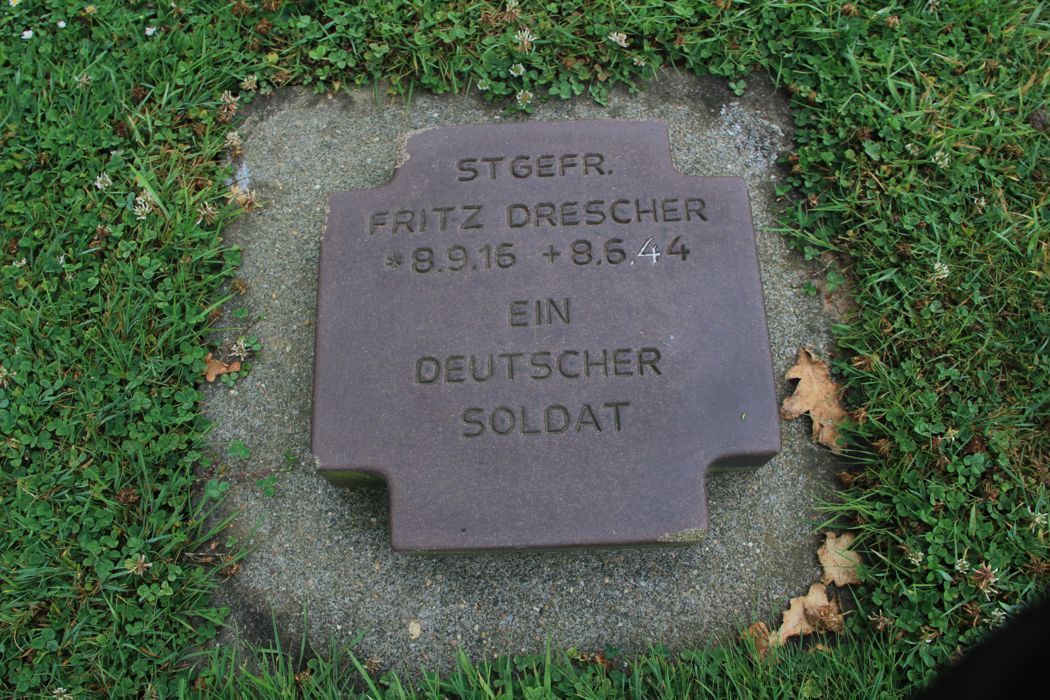 STGEFR.
FRITZ DRESCHER
*8.9.16 +8.6.44
EIN
DEUTSCHER
SOLDAT